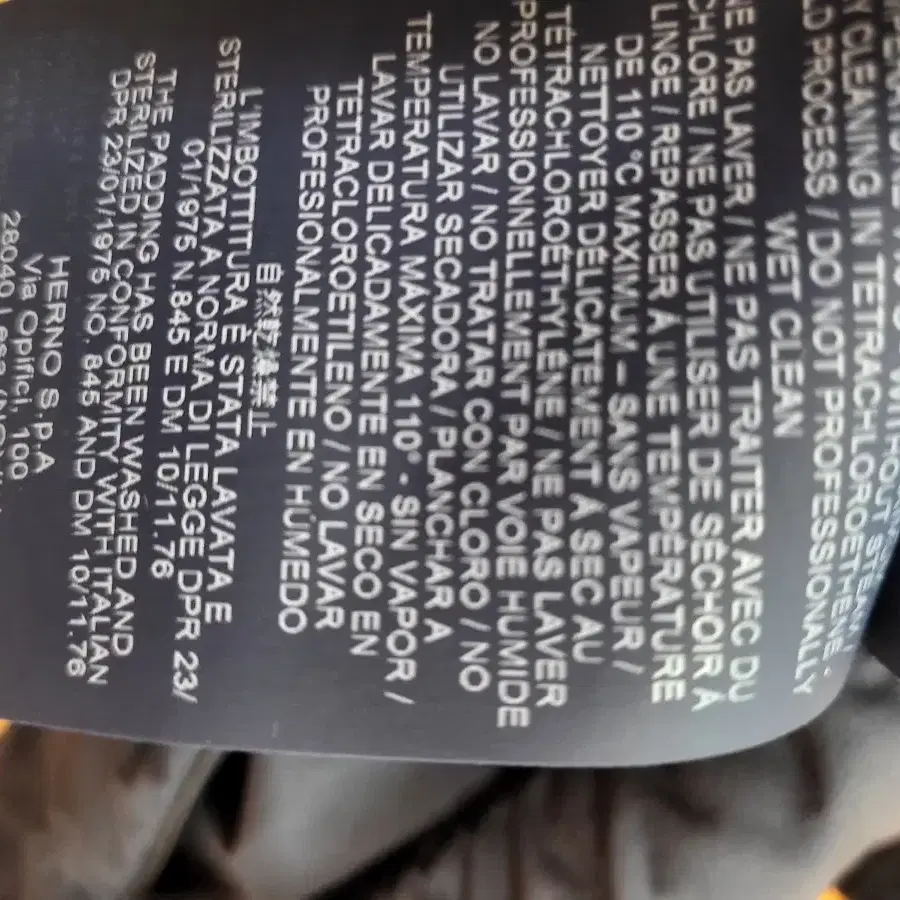 WITHOUT STEAM /
CLEANING IN TETRACHLOROETHENE,
PROCESS / DO NOT PROFESSIONALLY
WET CLEAN
NE PAS LAVER / NE PAS TRAITER AVEC DU
CHLORE / NE PAS UTILISER DE SÉCHOIR À
LINGE / REPASSER À UNE TEMPÉRATURE
DE 110 °C MAXIMUM – SANS VAPEUR /
NETTOYER DÉLICATEMENT À SEC AU
TÉTRACHLOROÉTHYLÈNE / NE PAS LAVER
PROFESSIONNELLEMENT PAR VOIE HUMIDE
NO LAVAR / NO TRATAR CON CLORO / NO
UTILIZAR SECADORA / PLANCHAR A
TEMPERATURA MÁXIMA 110° - SIN VAPOR /
LAVAR DELICADAMENTE EN SECO EN
TETRACLOROETILENO / NO LAVAR
PROFESIONALMENTE EN HÚMEDO
自然乾燥禁止
L'IMBOTTITURA È STATA LAVATA E
STERILIZZATA A NORMA DI LEGGE DPR 23/
01/1975 N.845 E DM 10/11.76
THE PADDING HAS BEEN WASHED AND
STERILIZED IN CONFORMITY WITH ITALIAN
DPR 23/01/1975 NO. 845 AND DM 10/11.76
HERNO S.P.A
Via Opifici, 100
28040 Lesa